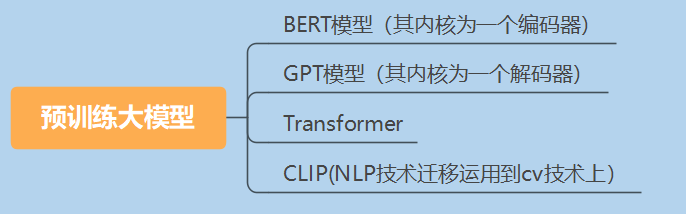 预训练大模型
BERT模型（其内核为一个编码器）
GPT模型（其内核为一个解码器）
Transformer
CLIP(NLP技术迁移运用到cv技术上）